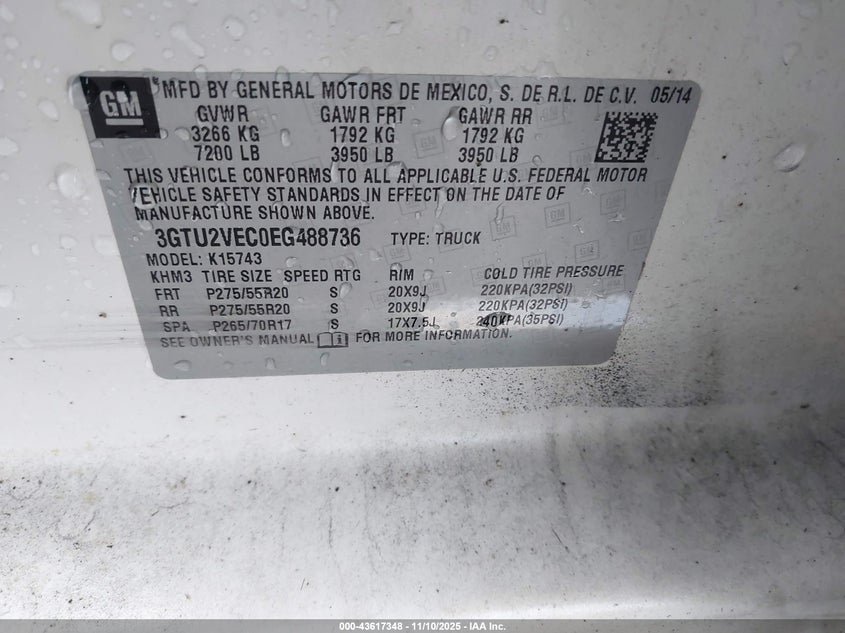 GM
MFD BY GENERAL MOTORS DE MEXICO, S. DE R.L. DE C.V. 05/14
GVWR GAWR FRT GAWR RR
3266 KG 1792 KG 1792 KG
7200 LB 3950 LB 3950 LB
THIS VEHICLE CONFORMS TO ALL APPLICABLE U.S. FEDERAL MOTOR
VEHICLE SAFETY STANDARDS IN EFFECT ON THE DATE OF
MANUFACTURE SHOWN ABOVE.
3GTU2VEC0EG488736 TYPE: TRUCK
MODEL: K15743
KHM3 TIRE SIZE SPEED RTG RIM COLD TIRE PRESSURE
FRT P275/55R20 S 20X9J 220KPA(32PSI)
RR P275/55R20 S 20X9J 220KPA(32PSI)
SPA P265/70R17 S 17X7.5J 240KPA(35PSI)
SEE OWNER'S MANUAL FOR MORE INFORMATION.
000-43617348 - 11/10/2025 - IAA Inc.